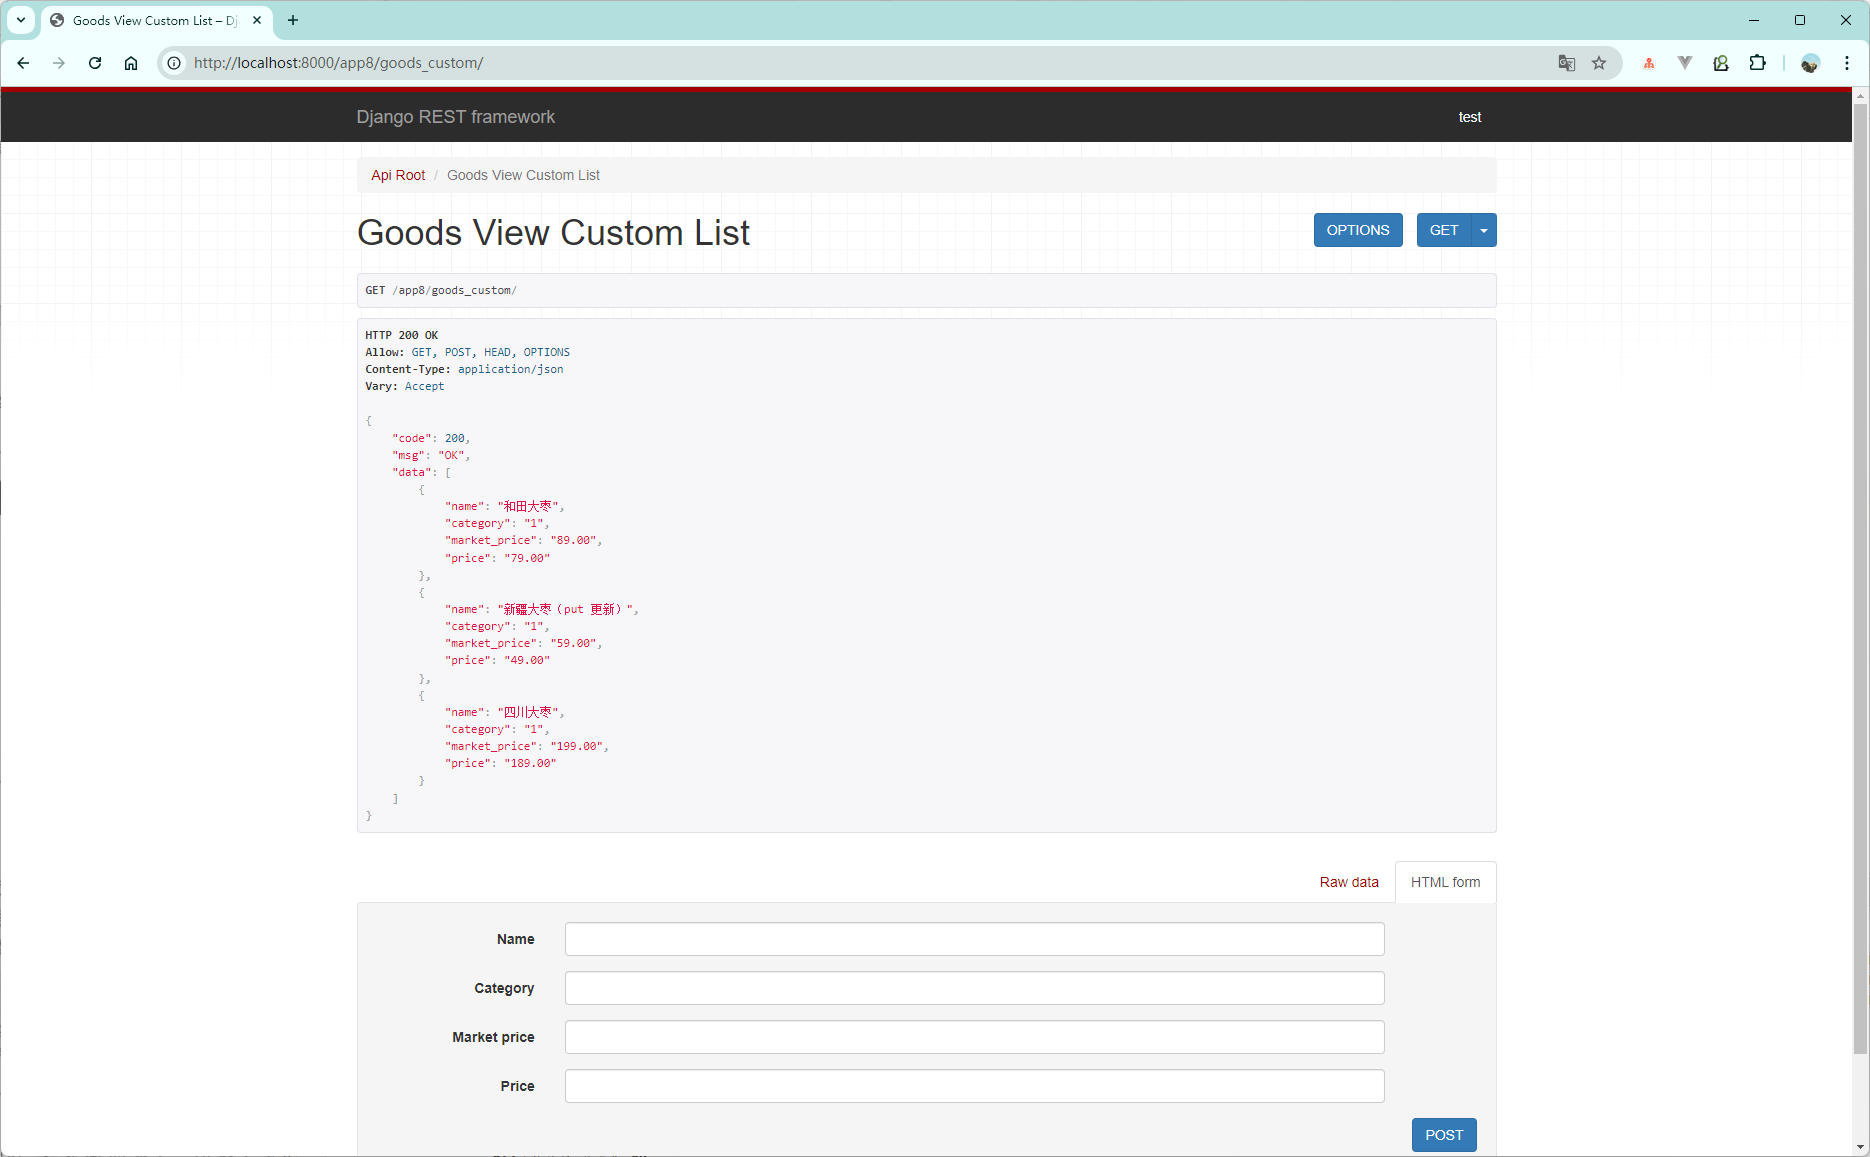 Goods View Custom List – Dj
http://localhost:8000/app8/goods_custom/
Django REST framework
test
Api Root / Goods View Custom List
Goods View Custom List
OPTIONS
GET
GET /app8/goods_custom/
HTTP 200 OK
Allow: GET, POST, HEAD, OPTIONS
Content-Type: application/json
Vary: Accept
{
"code": 200,
"msg": "OK",
"data": [
{
"name": "和田大枣",
"category": "1",
"market_price": "89.00",
"price": "79.00"
},
{
"name": "新疆大枣（put 更新）",
"category": "1",
"market_price": "59.00",
"price": "49.00"
},
{
"name": "四川大枣",
"category": "1",
"market_price": "199.00",
"price": "189.00"
}
]
}
Raw data
HTML form
Name
Category
Market price
Price
POST